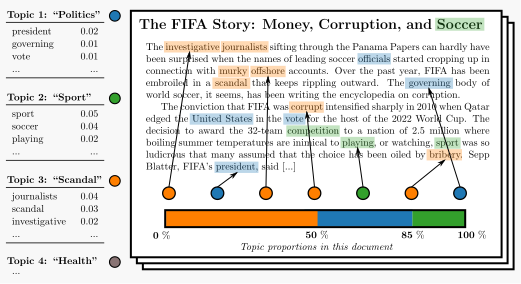 Topic 1: “Politics”
president 0.02
governing 0.01
vote 0.01
... ...
Topic 2: “Sport”
sport 0.05
soccer 0.04
playing 0.02
... ...
Topic 3: “Scandal”
journalists 0.04
scandal 0.03
investigative 0.02
... ...
Topic 4: “Health”
...
The FIFA Story: Money, Corruption, and Soccer
The investigative journalists sifting through the Panama Papers can hardly have
been surprised when the names of leading soccer officials started cropping up in
connection with murky offshore accounts. Over the past year, FIFA has been
embroiled in a scandal that keeps rippling outward. The governing body of
world soccer, it seems, has been writing the encyclopedia on corruption.
The conviction that FIFA was corrupt intensified sharply in 2010 when Qatar
edged the United States in the vote for the host of the 2022 World Cup. The
decision to award the 32-team competition to a nation of 2.5 million where
boiling summer temperatures are inimical to playing, or watching, sport was so
ludicrous that many assumed that the choice has been oiled by bribery. Sepp
Blatter, FIFA’s president, said [...]
0 % 50 % 85 % 100 %
Topic proportions in this document